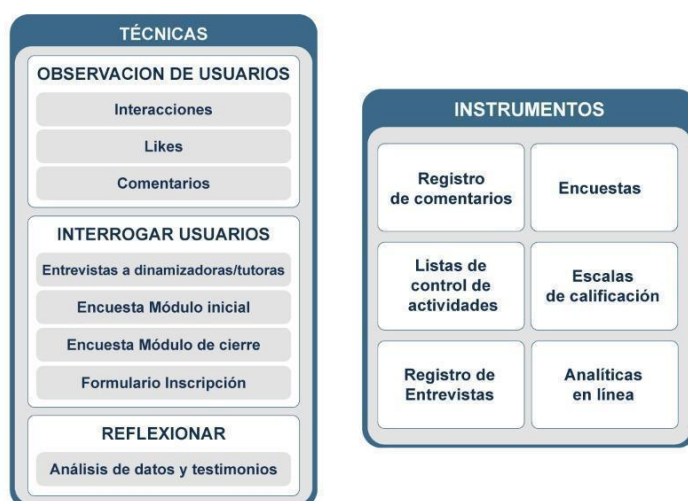 TÉCNICAS
OBSERVACION DE USUARIOS
Interacciones
Likes
Comentarios
INTERROGAR USUARIOS
Entrevistas a dinamizadoras/tutoras
Encuesta Módulo inicial
Encuesta Módulo de cierre
Formulario Inscripción
REFLEXIONAR
Análisis de datos y testimonios
INSTRUMENTOS
Registro
de comentarios
Encuestas
Listas de
control de
actividades
Escalas
de calificación
Registro de
Entrevistas
Analíticas
en línea